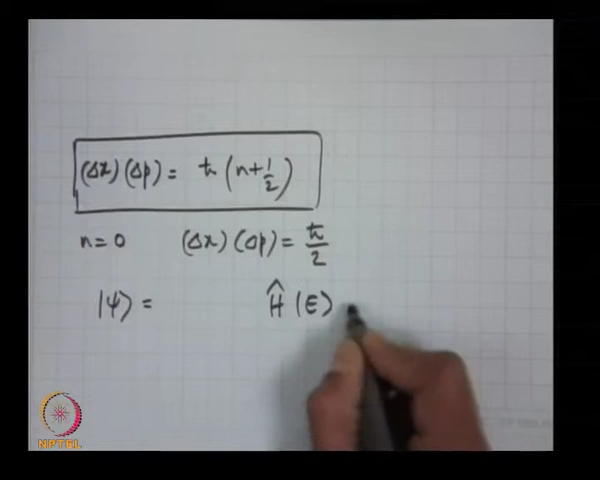 (Δx)(Δp) = ℏ(n+1/2)
n=0 (Δx)(Δp) = ℏ/2
|ψ⟩ = Ĥ(E)
NPTEL